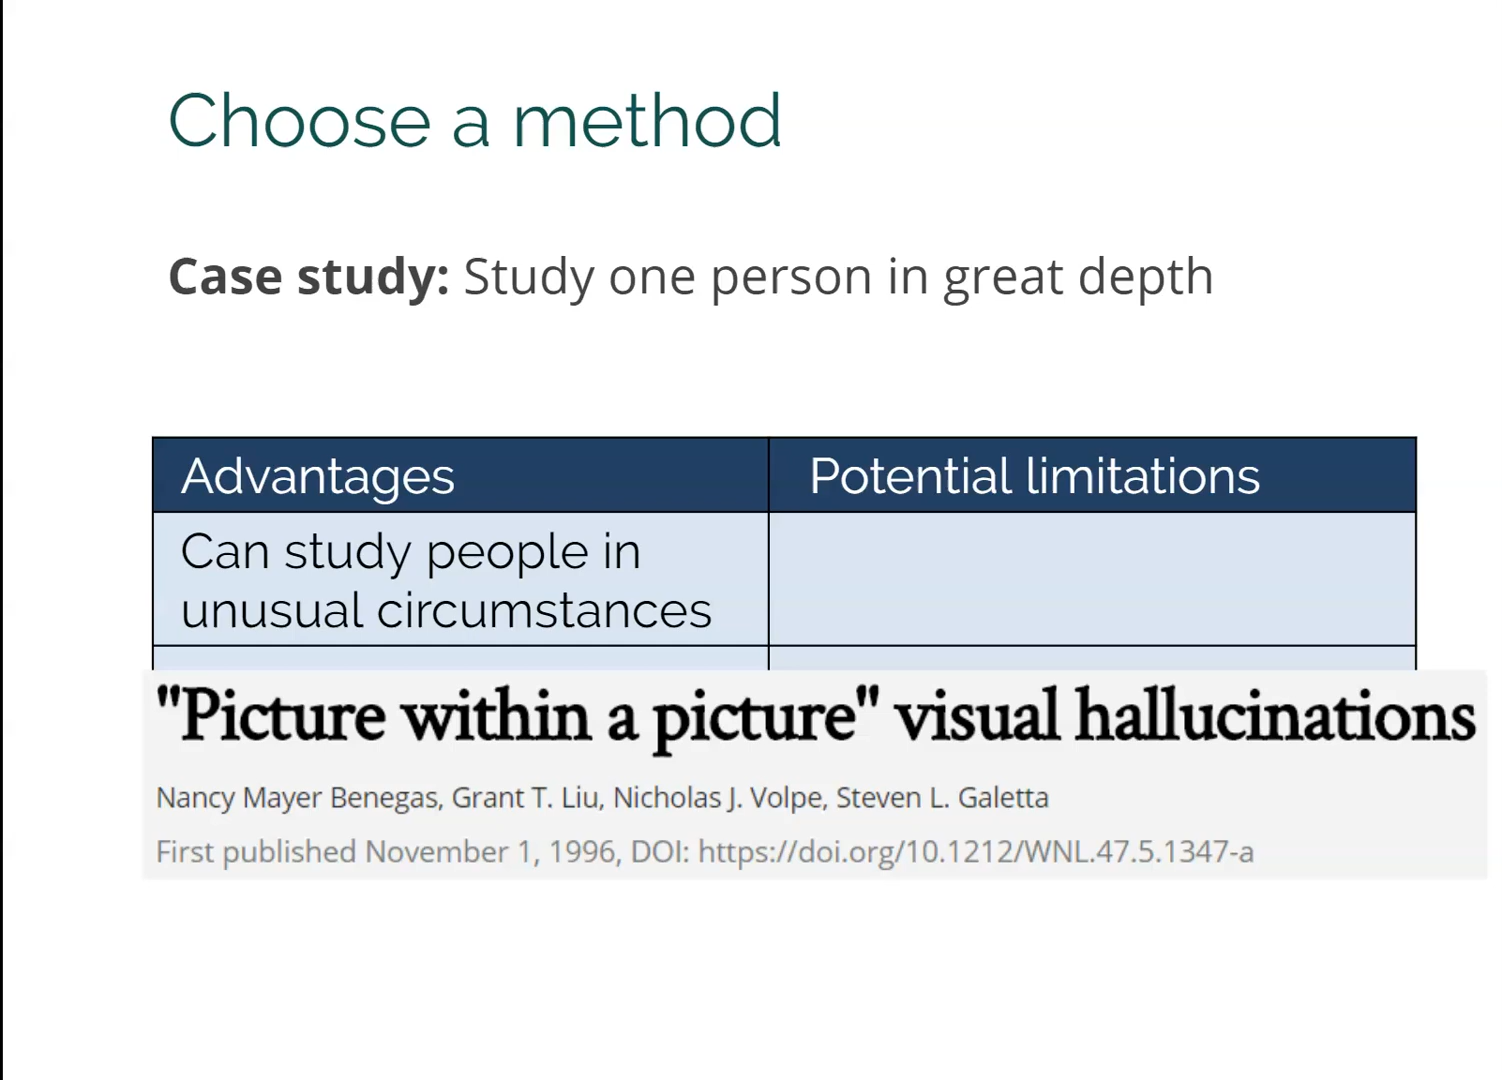 Choose a method
Case study: Study one person in great depth
Advantages
Potential limitations
Can study people in
unusual circumstances
"Picture within a picture" visual hallucinations
Nancy Mayer Benegas, Grant T. Liu, Nicholas J. Volpe, Steven L. Galetta
First published November 1, 1996, DOI: https://doi.org/10.1212/WNL.47.5.1347-a